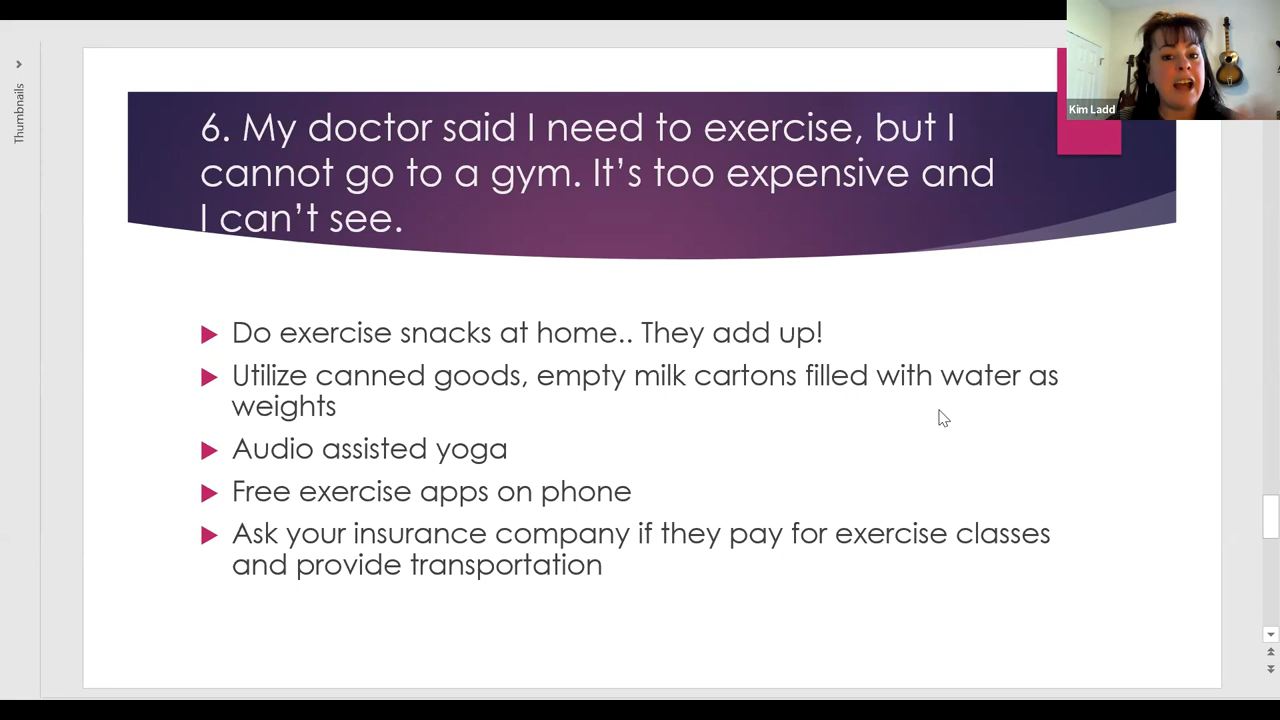 Thumbnails
Kim Ladd
6. My doctor said I need to exercise, but I
cannot go to a gym. It’s too expensive and
I can’t see.
Do exercise snacks at home.. They add up!
Utilize canned goods, empty milk cartons filled with water as
weights
Audio assisted yoga
Free exercise apps on phone
Ask your insurance company if they pay for exercise classes
and provide transportation